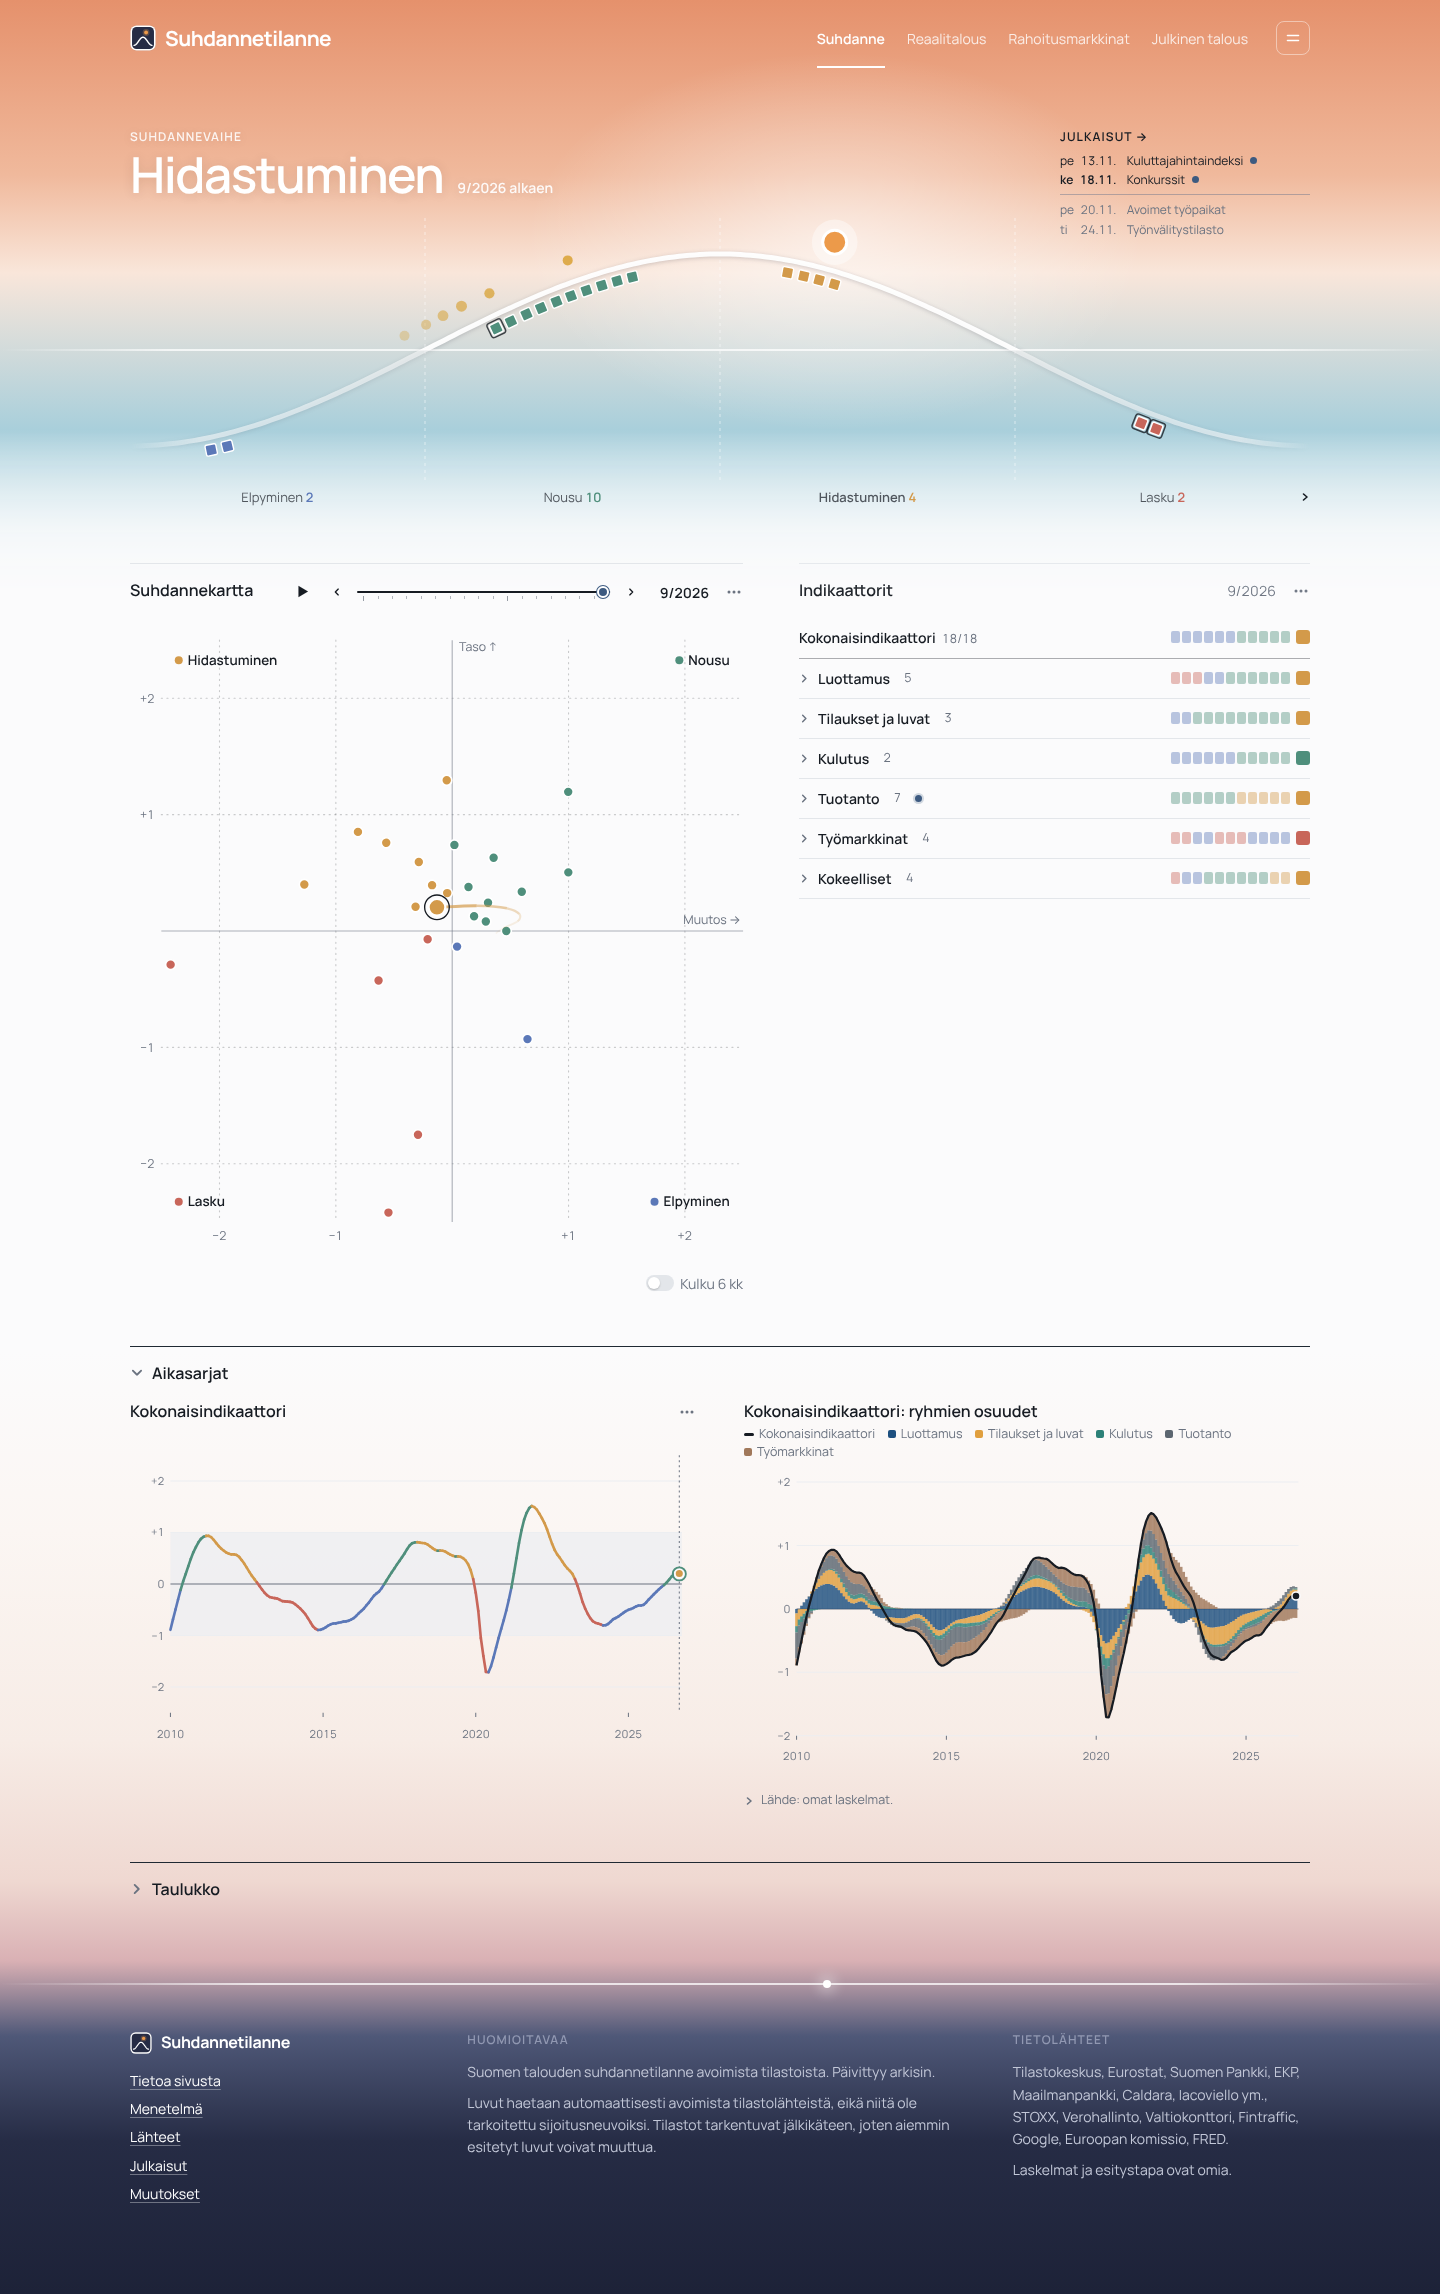 Suhdannetilanne
Suhdanne Reaalitalous Rahoitusmarkkinat Julkinen talous
SUHDANNEVAIHE
Hidastuminen 9/2026 alkaen
JULKAISUT →
pe 13.11. Kuluttajahintaindeksi
ke 18.11. Konkurssit
pe 20.11. Avoimet työpaikat
ti 24.11. Työnvälitystilasto
Elpyminen 2 Nousu 10 Hidastuminen 4 Lasku 2
Suhdannekartta 9/2026
Taso ↑
Hidastuminen Nousu
+2
+1
Muutos →
−1
−2
Lasku Elpyminen
−2 −1 +1 +2
Kulku 6 kk
Indikaattorit 9/2026
Kokonaisindikaattori 18/18
Luottamus 5
Tilaukset ja luvat 3
Kulutus 2
Tuotanto 7
Työmarkkinat 4
Kokeelliset 4
Aikasarjat
Kokonaisindikaattori
+2
+1
0
−1
−2
2010 2015 2020 2025
Kokonaisindikaattori: ryhmien osuudet
Kokonaisindikaattori Luottamus Tilaukset ja luvat Kulutus Tuotanto
Työmarkkinat
+2
+1
0
−1
−2
2010 2015 2020 2025
Lähde: omat laskelmat.
Taulukko
Suhdannetilanne
Tietoa sivusta
Menetelmä
Lähteet
Julkaisut
Muutokset
HUOMIOITAVAA
Suomen talouden suhdannetilanne avoimista tilastoista. Päivittyy arkisin.
Luvut haetaan automaattisesti avoimista tilastolähteistä, eikä niitä ole
tarkoitettu sijoitusneuvoiksi. Tilastot tarkentuvat jälkikäteen, joten aiemmin
esitetyt luvut voivat muuttua.
TIETOLÄHTEET
Tilastokeskus, Eurostat, Suomen Pankki, EKP,
Maailmanpankki, Caldara, Iacoviello ym.,
STOXX, Verohallinto, Valtiokonttori, Fintraffic,
Google, Euroopan komissio, FRED.
Laskelmat ja esitystapa ovat omia.